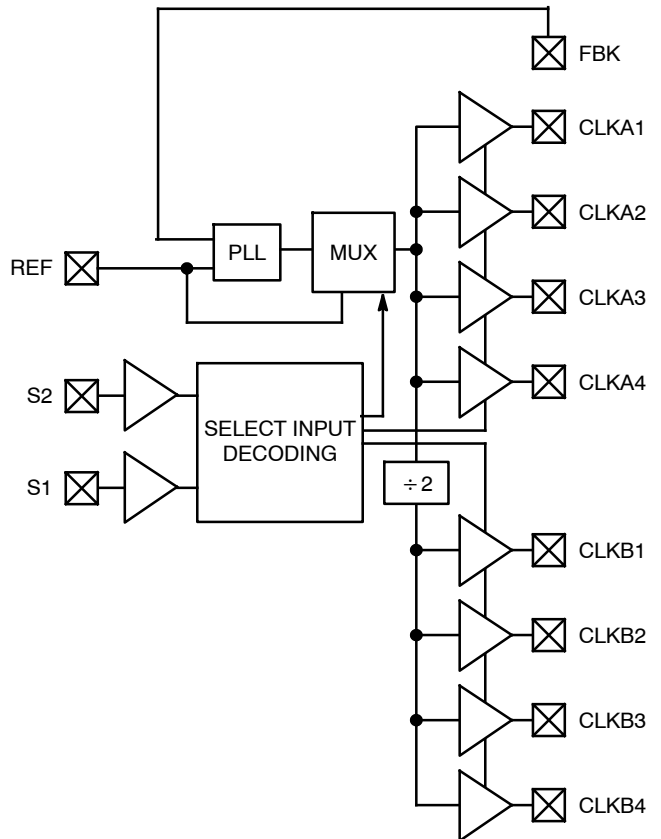 FBK
CLKA1
CLKA2
PLL
MUX
REF
CLKA3
CLKA4
S2
SELECT INPUT
DECODING
S1
÷2
CLKB1
CLKB2
CLKB3
CLKB4